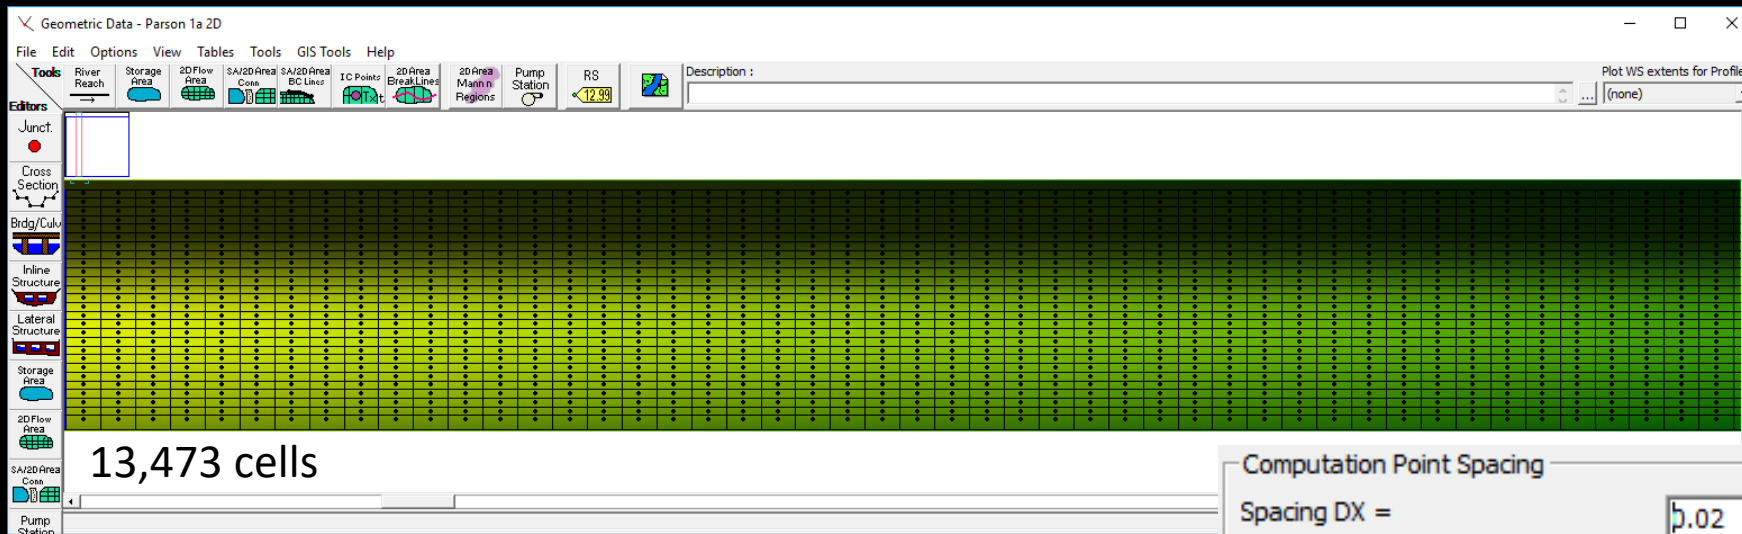 Geometric Data - Parson 1a 2D
File Edit Options View Tables Tools GIS Tools Help
Tools
Editors
River
Reach
Storage
Area
2D Flow
Area
SA/2D Area
Conn
SA/2D Area
BC Lines
IC Points
2D Area
BreakLines
2D Area
Mann n
Regions
Pump
Station
RS
12.99
Description :
...
Plot WS extents for Profile
(none)
Junct.
Cross
Section
Brdg/Culv
Inline
Structure
Lateral
Structure
Storage
Area
2D Flow
Area
SA/2D Area
Conn
Pump
Station
13,473 cells
Computation Point Spacing
Spacing DX =
0.02